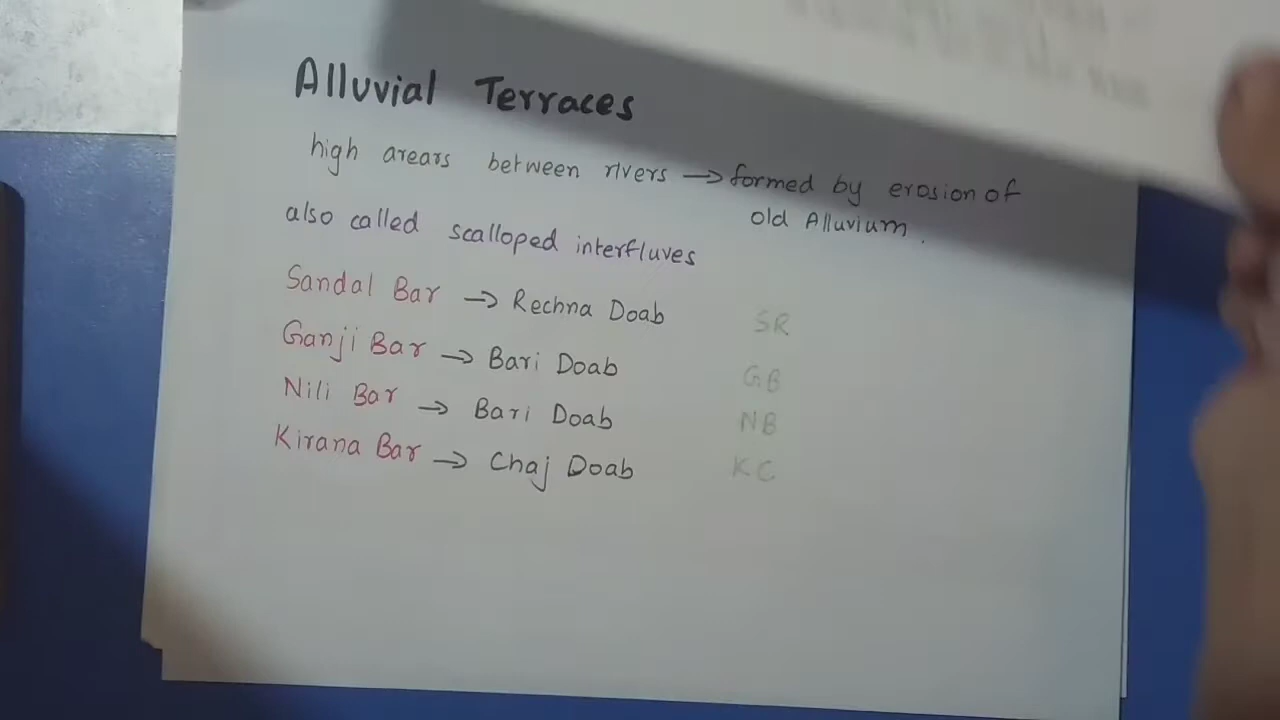 Alluvial Terraces
high arears between rivers → formed by erosion of
old Alluvium.
also called scalloped interfluves
Sandal Bar → Rechna Doab SR
Ganji Bar → Bari Doab GB
Nili Bar → Bari Doab NB
Kirana Bar → Chaj Doab KC